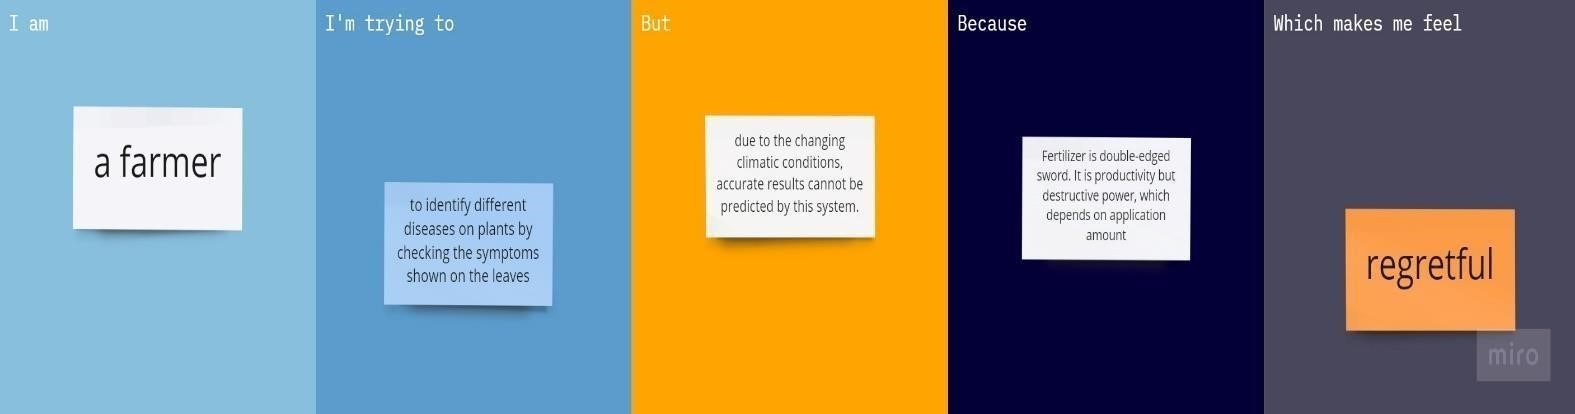 I am
a farmer
I'm trying to
to identify different
diseases on plants by
checking the symptoms
shown on the leaves
But
due to the changing
climatic conditions,
accurate results cannot be
predicted by this system.
Because
Fertilizer is double-edged
sword. It is productivity but
destructive power, which
depends on application
amount
Which makes me feel
regretful
miro